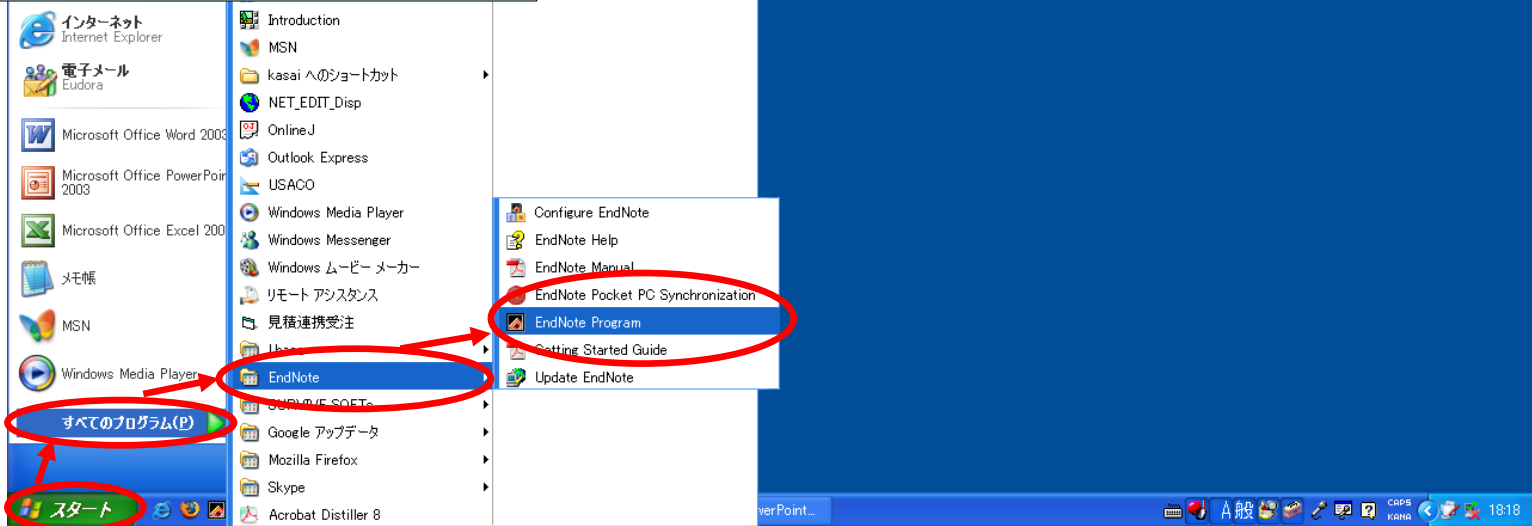 インターネット
Internet Explorer
電子メール
Eudora
Microsoft Office Word 2003
Microsoft Office PowerPoin
2003
Microsoft Office Excel 200
メモ帳
MSN
Windows Media Player
すべてのプログラム(P)
スタート
Introduction
MSN
kasai へのショートカット
NET_EDIT_Disp
OnlineJ
Outlook Express
USACO
Windows Media Player
Windows Messenger
Windows ムービー メーカー
リモート アシスタンス
見積連携受注
EndNote
Google アップデータ
Mozilla Firefox
Skype
Acrobat Distiller 8
Configure EndNote
EndNote Help
EndNote Manual
EndNote Pocket PC Synchronization
EndNote Program
Getting Started Guide
Update EndNote
verPoint...
A般
CAPS
KANA
18:18